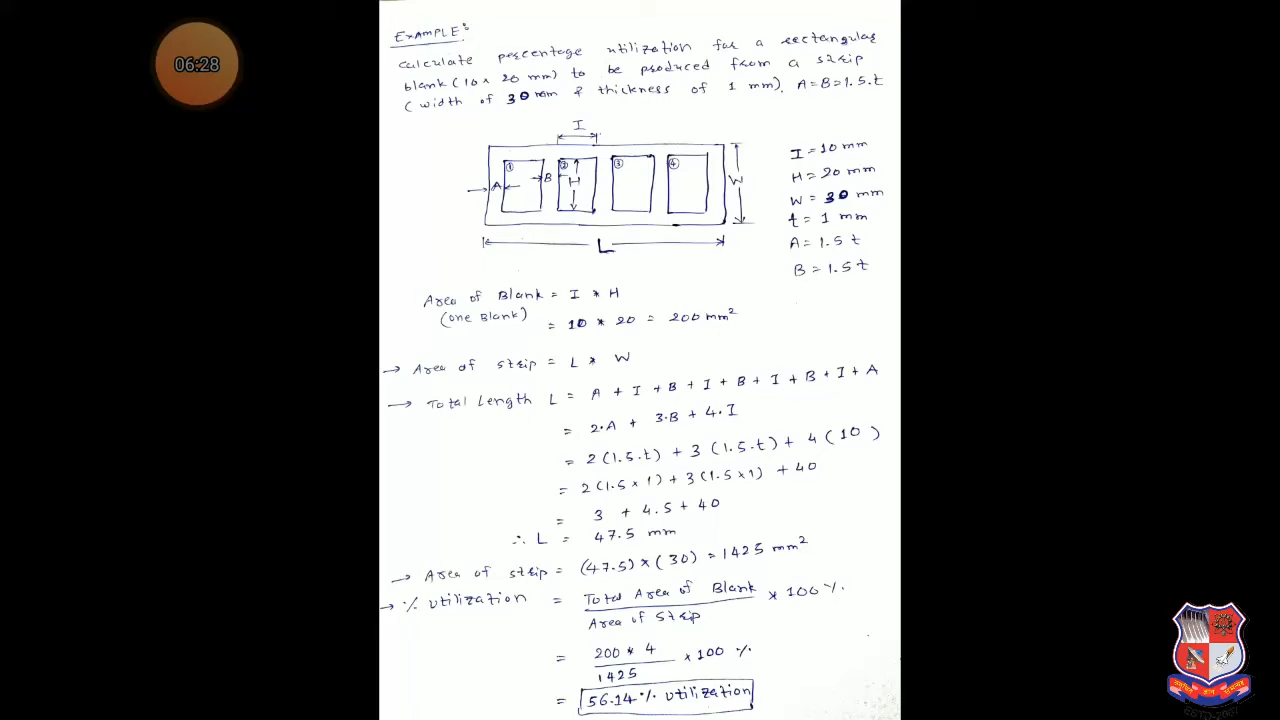 06:28
EXAMPLE:
Calculate percentage utilization for a rectangular
blank (10 × 20 mm) to be produced from a strip
(width of 30 mm & thickness of 1 mm). A=B=1.5.t
I
① ② ③ ④
A B H W
L
I = 10 mm
H = 20 mm
W = 30 mm
t = 1 mm
A = 1.5 t
B = 1.5 t
Area of Blank = I * H
(one Blank)
= 10 * 20 = 200 mm²
→ Area of strip = L * W
→ Total Length L = A + I + B + I + B + I + B + I + A
= 2·A + 3·B + 4·I
= 2(1.5.t) + 3(1.5.t) + 4(10)
= 2(1.5×1) + 3(1.5×1) + 40
= 3 + 4.5 + 40
∴ L = 47.5 mm
→ Area of strip = (47.5) × (30) = 1425 mm²
→ % utilization = Total Area of Blank / Area of strip × 100 %.
= 200 * 4 / 1425 × 100 %
= 56.14 % utilization